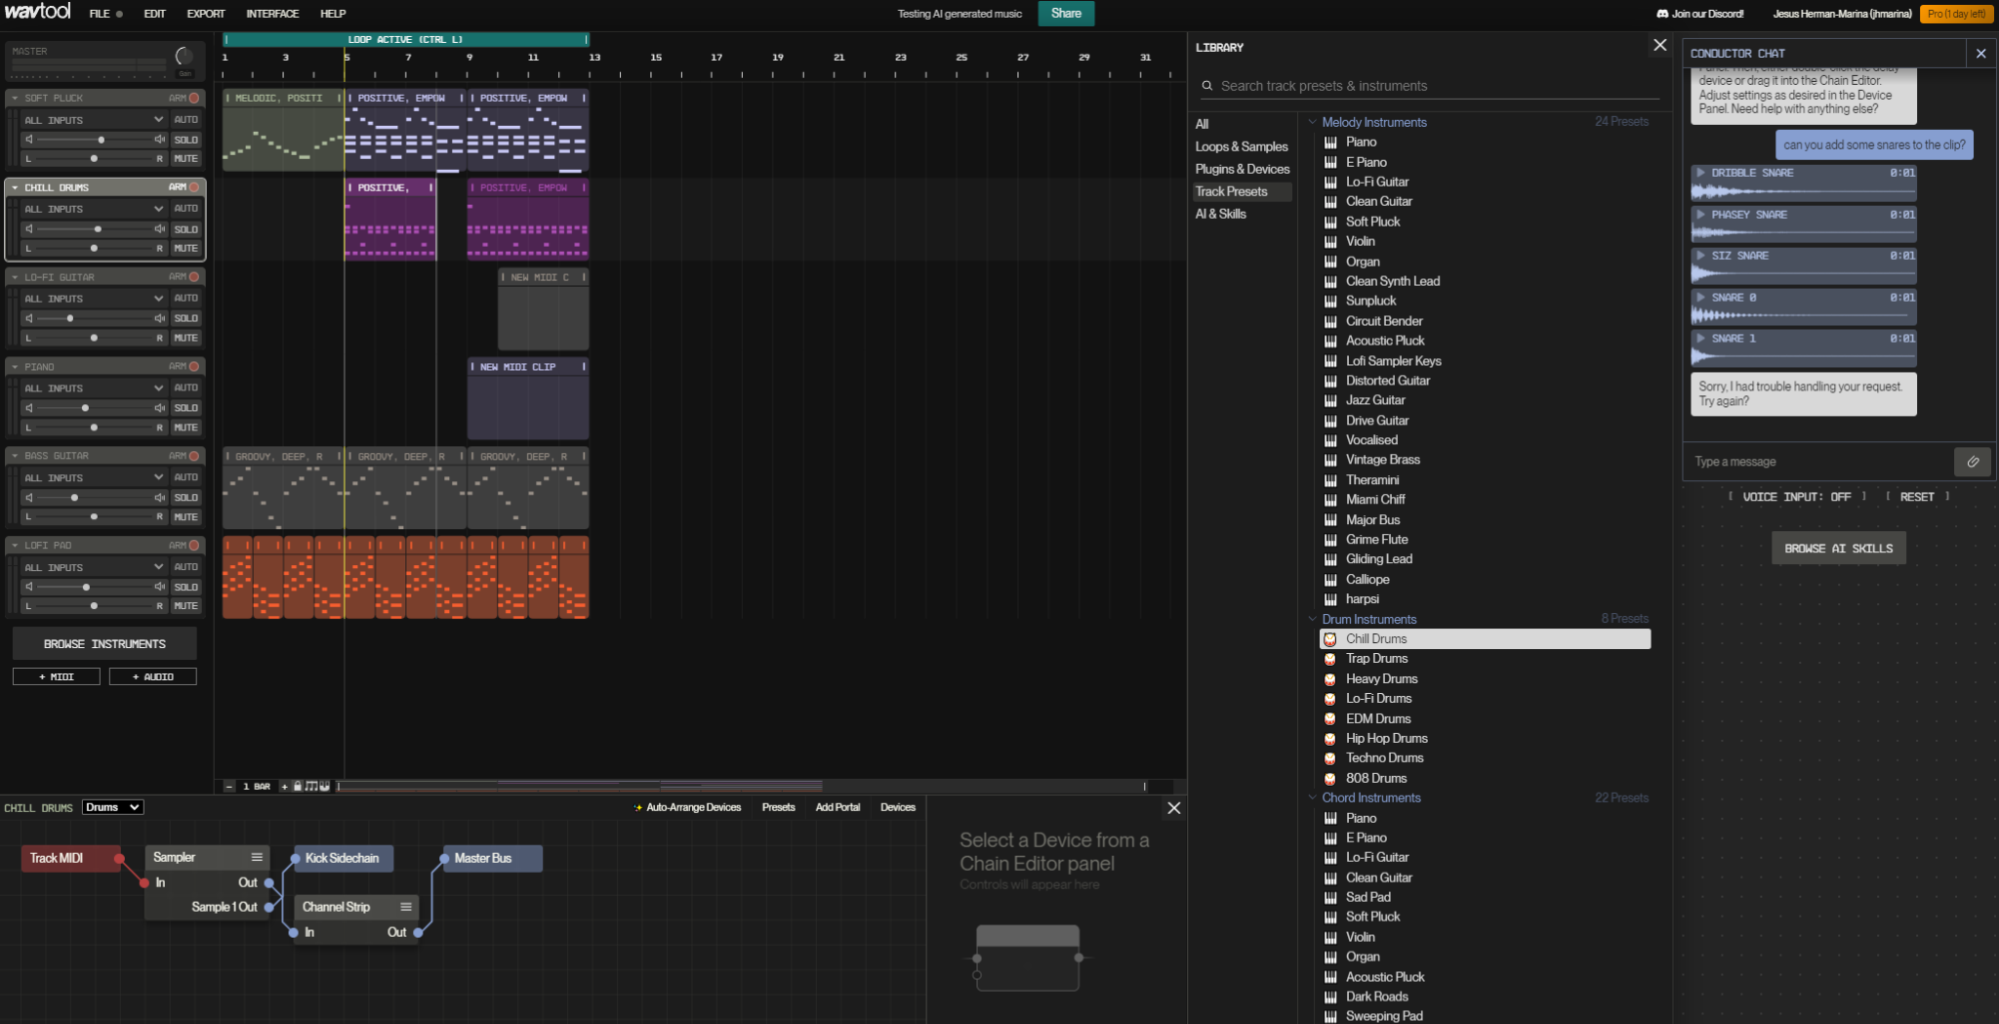 wavtool
FILE
EDIT
EXPORT
INTERFACE
HELP
Testing AI generated music
Share
Join our Discord!
Jesus Herman-Marina (jhmarina)
Pro (1 day left)
MASTER
Gain
LOOP ACTIVE (CTRL L)
1 3 5 7 9 11 13 15 17 19 21 23 25 27 29 31
SOFT PLUCK ARM
ALL INPUTS AUTO
SOLO
L R MUTE
MELODIC, POSITI
POSITIVE, EMPOW
POSITIVE, EMPOW
CHILL DRUMS ARM
ALL INPUTS AUTO
SOLO
L R MUTE
POSITIVE,
POSITIVE, EMPOW
LO-FI GUITAR ARM
ALL INPUTS AUTO
SOLO
L R MUTE
NEW MIDI C
PIANO ARM
ALL INPUTS AUTO
SOLO
L R MUTE
NEW MIDI CLIP
BASS GUITAR ARM
ALL INPUTS AUTO
SOLO
L R MUTE
GROOVY, DEEP, R
GROOVY, DEEP, R
GROOVY, DEEP, R
LOFI PAD ARM
ALL INPUTS AUTO
SOLO
L R MUTE
BROWSE INSTRUMENTS
+ MIDI
+ AUDIO
- 1 BAR +
CHILL DRUMS
Drums
Auto-Arrange Devices
Presets
Add Portal
Devices
Track MIDI
Sampler
In Out
Sample 1 Out
Kick Sidechain
Channel Strip
In Out
Master Bus
Select a Device from a
Chain Editor panel
Controls will appear here
LIBRARY
Search track presets & instruments
All
Loops & Samples
Plugins & Devices
Track Presets
AI & Skills
Melody Instruments 24 Presets
Piano
E Piano
Lo-Fi Guitar
Clean Guitar
Soft Pluck
Violin
Organ
Clean Synth Lead
Sunpluck
Circuit Bender
Acoustic Pluck
Lofi Sampler Keys
Distorted Guitar
Jazz Guitar
Drive Guitar
Vocalised
Vintage Brass
Theramini
Miami Chiff
Major Bus
Grime Flute
Gliding Lead
Calliope
harpsi
Drum Instruments 8 Presets
Chill Drums
Trap Drums
Heavy Drums
Lo-Fi Drums
EDM Drums
Hip Hop Drums
Techno Drums
808 Drums
Chord Instruments 22 Presets
Piano
E Piano
Lo-Fi Guitar
Clean Guitar
Sad Pad
Soft Pluck
Violin
Organ
Acoustic Pluck
Dark Roads
Sweeping Pad
CONDUCTOR CHAT
device or drag it into the Chain Editor.
Adjust settings as desired in the Device
Panel. Need help with anything else?
can you add some snares to the clip?
DRIBBLE SNARE 0:01
PHASEY SNARE 0:01
SIZ SNARE 0:01
SNARE 0 0:01
SNARE 1 0:01
Sorry, I had trouble handling your request.
Try again?
Type a message
[ VOICE INPUT: OFF ] [ RESET ]
BROWSE AI SKILLS